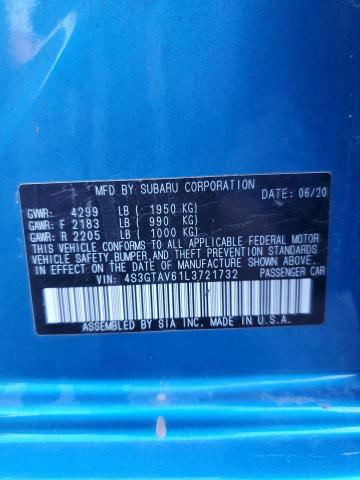 MFD BY SUBARU CORPORATION DATE: 06/20
GVWR: 4299 LB ( 1950 KG)
GAWR: F 2183 LB ( 990 KG)
GAWR: R 2205 LB ( 1000 KG)
THIS VEHICLE CONFORMS TO ALL APPLICABLE FEDERAL MOTOR
VEHICLE SAFETY,BUMPER,AND THEFT PREVENTION STANDARDS
IN EFFECT ON THE DATE OF MANUFACTURE SHOWN ABOVE.
VIN: 4S3GTAV61L3721732 PASSENGER CAR
ASSEMBLED BY SIA INC. MADE IN U.S.A.